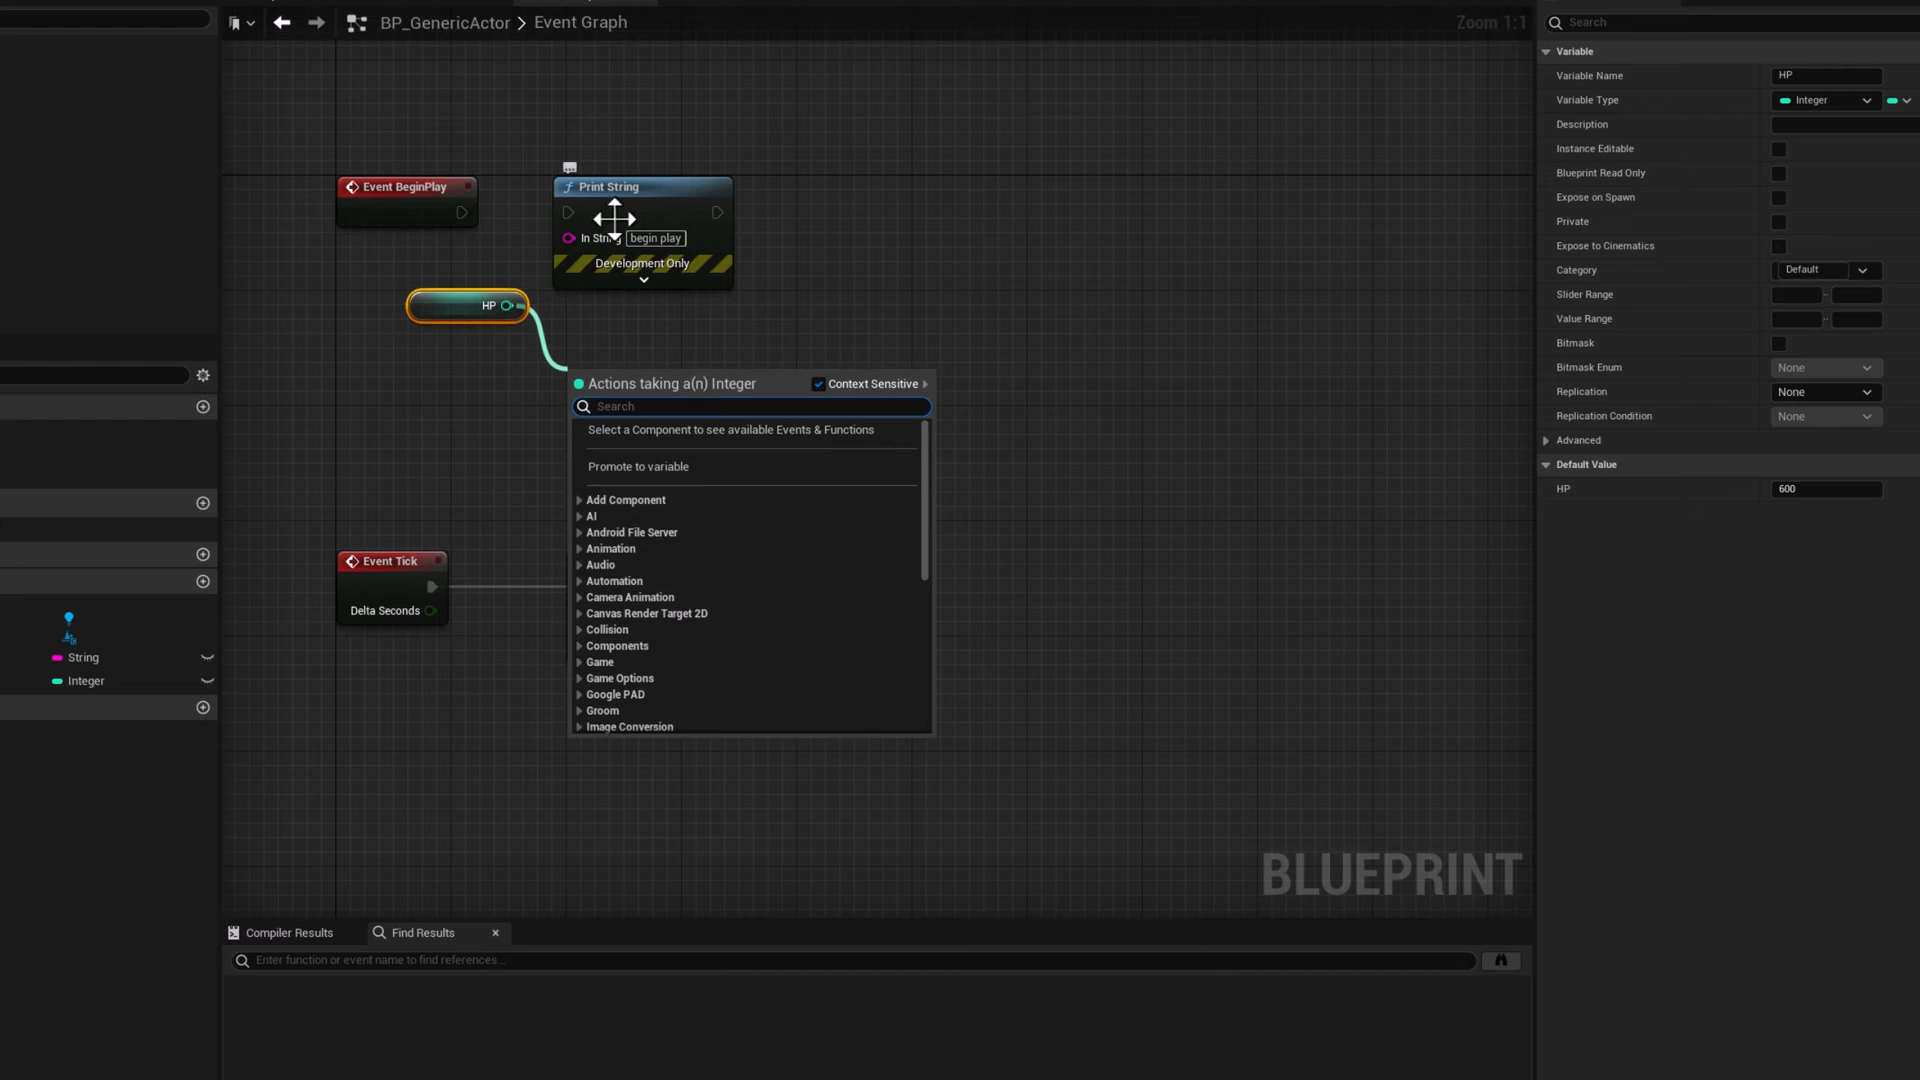 BP_GenericActor > Event Graph
Zoom 1:1
Event BeginPlay
Print String
In String begin play
Development Only
HP
Actions taking a(n) Integer
Context Sensitive
Search
Select a Component to see available Events & Functions
Promote to variable
Add Component
AI
Android File Server
Animation
Audio
Automation
Camera Animation
Canvas Render Target 2D
Collision
Components
Game
Game Options
Google PAD
Groom
Image Conversion
Event Tick
Delta Seconds
String
Integer
BLUEPRINT
Compiler Results
Find Results
Enter function or event name to find references...
Search
Variable
Variable Name HP
Variable Type Integer
Description
Instance Editable
Blueprint Read Only
Expose on Spawn
Private
Expose to Cinematics
Category Default
Slider Range
Value Range
Bitmask
Bitmask Enum None
Replication None
Replication Condition None
Advanced
Default Value
HP 600